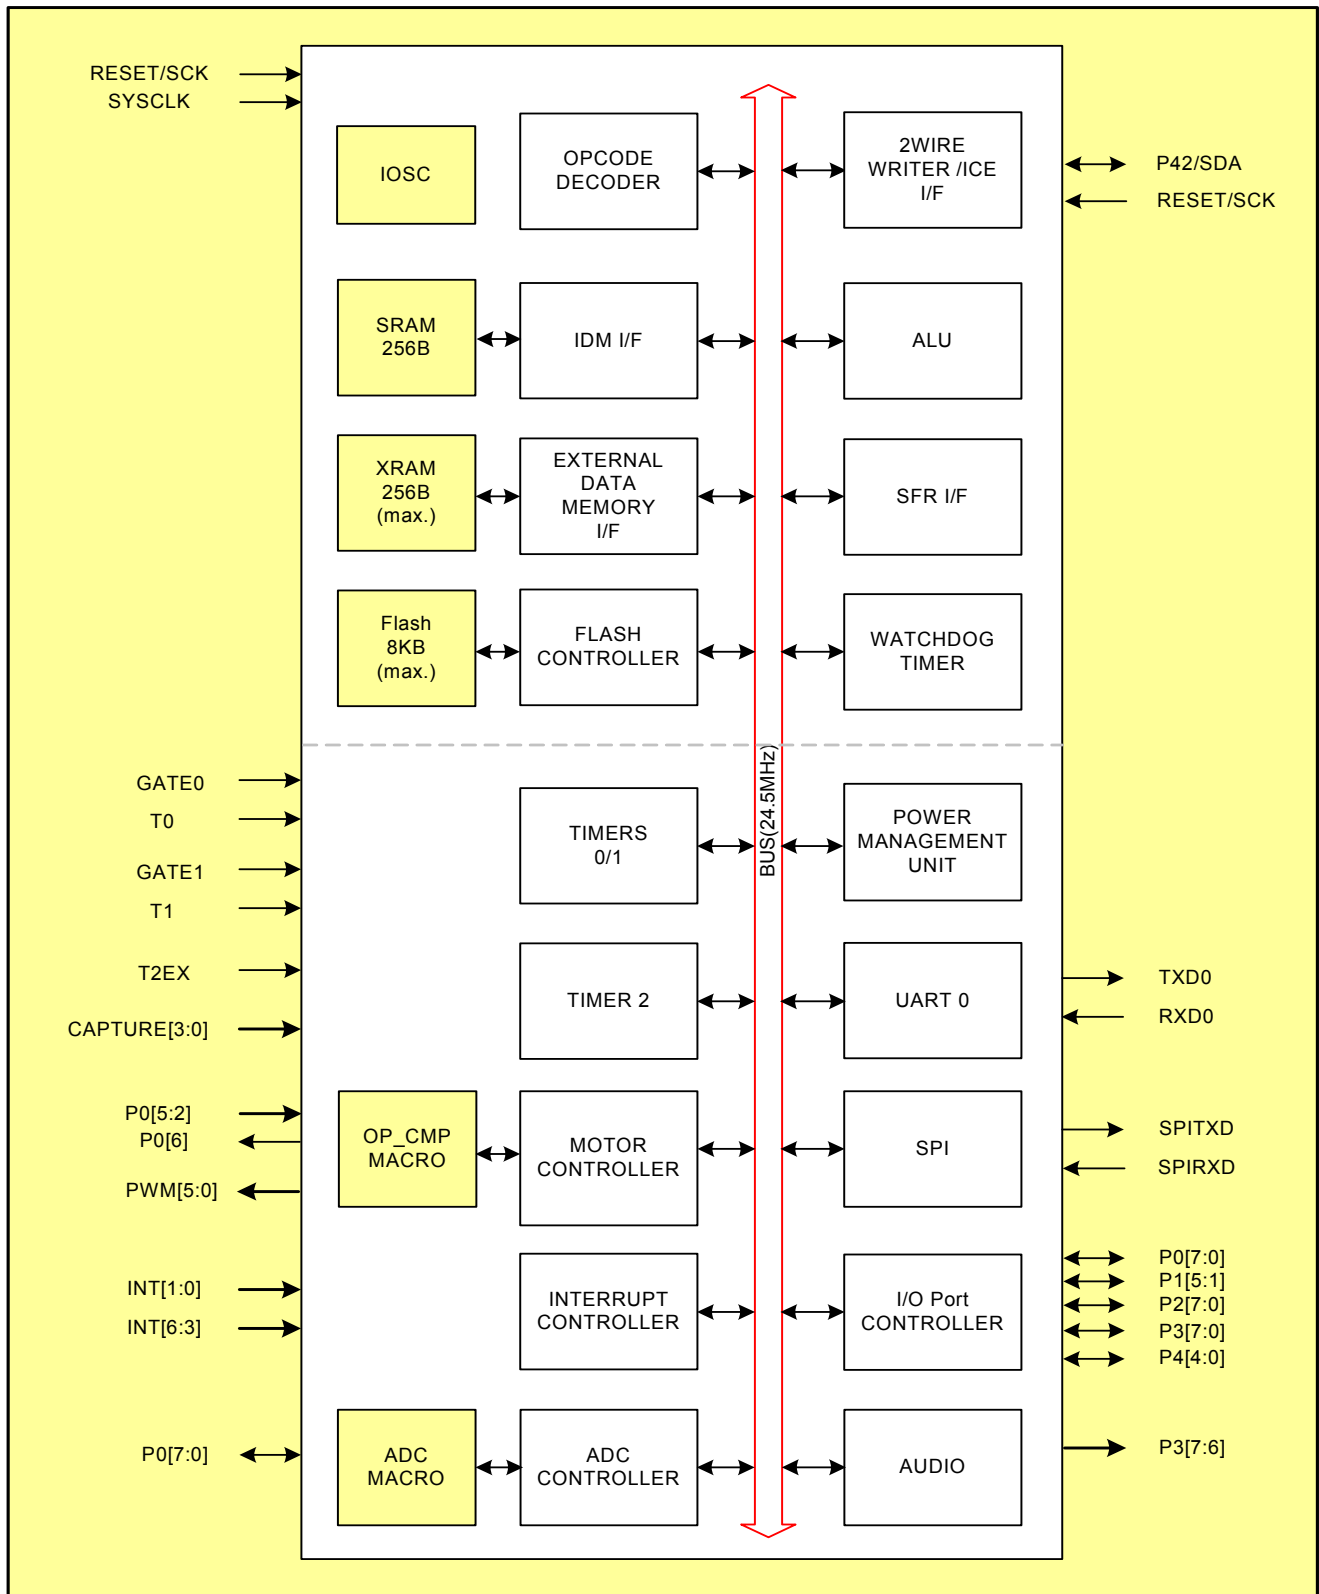 RESET/SCK
SYSCLK
IOSC
OPCODE
DECODER
2WIRE
WRITER /ICE
I/F
P42/SDA
RESET/SCK
SRAM
256B
IDM I/F
ALU
XRAM
256B
(max.)
EXTERNAL
DATA
MEMORY
I/F
SFR I/F
Flash
8KB
(max.)
FLASH
CONTROLLER
WATCHDOG
TIMER
BUS(24.5MHz)
GATE0
T0
GATE1
T1
TIMERS
0/1
POWER
MANAGEMENT
UNIT
T2EX
CAPTURE[3:0]
TIMER 2
UART 0
TXD0
RXD0
P0[5:2]
P0[6]
PWM[5:0]
OP_CMP
MACRO
MOTOR
CONTROLLER
SPI
SPITXD
SPIRXD
INT[1:0]
INT[6:3]
INTERRUPT
CONTROLLER
I/O Port
CONTROLLER
P0[7:0]
P1[5:1]
P2[7:0]
P3[7:0]
P4[4:0]
P0[7:0]
ADC
MACRO
ADC
CONTROLLER
AUDIO
P3[7:6]